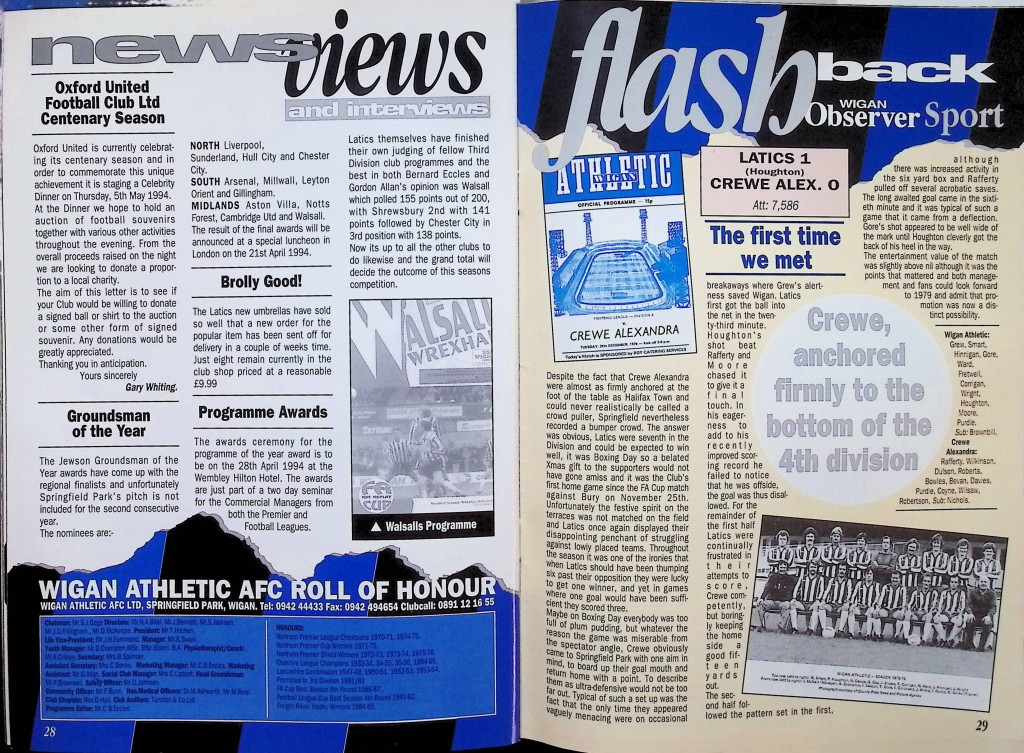 news views
and interviews
Oxford United
Football Club Ltd
Centenary Season
Oxford United is currently celebrat-
ing its centenary season and in
order to commemorate this unique
achievement it is staging a Celebrity
Dinner on Thursday, 5th May 1994.
At the Dinner we hope to hold an
auction of football souvenirs
together with various other activities
throughout the evening. From the
overall proceeds raised on the night
we are looking to donate a propor-
tion to a local charity.
The aim of this letter is to see if
your Club would be willing to donate
a signed ball or shirt to the auction
or some other form of signed
souvenir. Any donations would be
greatly appreciated.
Thanking you in anticipation.
Yours sincerely
Gary Whiting.
Groundsman
of the Year
The Jewson Groundsman of the
Year awards have come up with the
regional finalists and unfortunately
Springfield Park's pitch is not
included for the second consecutive
year.
The nominees are:-
NORTH Liverpool,
Sunderland, Hull City and Chester
City.
SOUTH Arsenal, Millwall, Leyton
Orient and Gillingham.
MIDLANDS Aston Villa, Notts
Forest, Cambridge Utd and Walsall.
The result of the final awards will be
announced at a special luncheon in
London on the 21st April 1994.
Brolly Good!
The Latics new umbrellas have sold
so well that a new order for the
popular item has been sent off for
delivery in a couple of weeks time.
Just eight remain currently in the
club shop priced at a reasonable
£9.99
Programme Awards
The awards ceremony for the
programme of the year award is to
be on the 28th April 1994 at the
Wembley Hilton Hotel. The awards
are just part of a two day seminar
for the Commercial Managers from
both the Premier and
Football Leagues.
Latics themselves have finished
their own judging of fellow Third
Division club programmes and the
best in both Bernard Eccles and
Gordon Allan's opinion was Walsall
which polled 155 points out of 200,
with Shrewsbury 2nd with 141
points followed by Chester City in
3rd position with 138 points.
Now its up to all the other clubs to
do likewise and the grand total will
decide the outcome of this seasons
competition.
WALSALL
WREXHAM
FA
CUP
▲ Walsalls Programme
WIGAN ATHLETIC AFC ROLL OF HONOUR
WIGAN ATHLETIC AFC LTD, SPRINGFIELD PARK, WIGAN. Tel: 0942 44433 Fax: 0942 494654 Clubcall: 0891 12 16 55
HONOURS:
Northern Premier League Champions 1970-71, 1974-75.
28
flashback
WIGAN
Observer Sport
ATHLETIC
WIGAN
OFFICIAL PROGRAMME — 15p
FOOTBALL LEAGUE — DIVISION 4
v.
CREWE ALEXANDRA
Today's Match is SPONSORED by ROY CATERING SERVICES
LATICS 1
(Houghton)
CREWE ALEX. 0
Att: 7,586
The first time
we met
Despite the fact that Crewe Alexandra
were almost as firmly anchored at the
foot of the table as Halifax Town and
could never realistically be called a
crowd puller, Springfield nevertheless
recorded a bumper crowd. The answer
was obvious, Latics were seventh in the
Division and could be expected to win
well, it was Boxing Day so a belated
Xmas gift to the supporters would not
have gone amiss and it was the Club's
first home game since the FA Cup match
against Bury on November 25th.
Unfortunately the festive spirit on the
terraces was not matched on the field
and Latics once again displayed their
disappointing penchant of struggling
against lowly placed teams. Throughout
the season it was one of the ironies that
when Latics should have been thumping
six past their opposition they were lucky
to get one winner, and yet in games
where one goal would have been suffi-
cient they scored three.
Maybe on Boxing Day everybody was too
full of plum pudding, but whatever the
reason the game was miserable from
the spectator angle, Crewe obviously
came to Springfield with one aim in
mind, to board up their goal mouth and
return home with a point. To describe
them as ultra-defensive would not be too
far out. Typical of such a set up was the
fact that the only time they appeared
vaguely menacing were on occasional
breakaways where Grew's alert-
ness saved Wigan. Latics
first got the ball into
the net in the twen-
ty-third minute.
Houghton's
shot beat
Rafferty and
Moore
chased it
to give it a
final
touch. In
his eager-
ness to
add to his
recently
improved scor-
ing record he
failed to notice
that he was offside,
the goal was thus disal-
lowed. For the
remainder of
the first half
Latics were
continually
frustrated in
their
attempts to
score,
Crewe com-
petently,
but boring-
ly keeping
the home
side a
good fif-
teen
yards
out.
The sec-
ond half fol-
lowed the pattern set in the first.
although
there was increased activity in
the six yard box and Rafferty
pulled off several acrobatic saves.
The long awaited goal came in the sixti-
eth minute and it was typical of such a
game that it came from a deflection.
Gore's shot appeared to be well wide of
the mark until Houghton cleverly got the
back of his heel in the way.
The entertainment value of the match
was slightly above nil although it was the
points that mattered and both manage-
ment and fans could look forward
to 1979 and admit that pro-
motion was now a dis-
tinct possibility.
Crewe,
anchored
firmly to the
bottom of the
4th division
Wigan Athletic:
Grew, Smart,
Hinnigan, Gore,
Ward,
Fretwell,
Corrigan,
Wright,
Houghton,
Moore,
Purdie.
Sub: Brownbill.
Crewe
Alexandra:
Rafferty, Wilkinson,
Dulson, Roberts,
Bowles, Bevan, Davies,
Purdie, Coyne, Wilsaw,
Robertson. Sub: Nichols.
WIGAN ATHLETIC – SEASON 1978-79
29